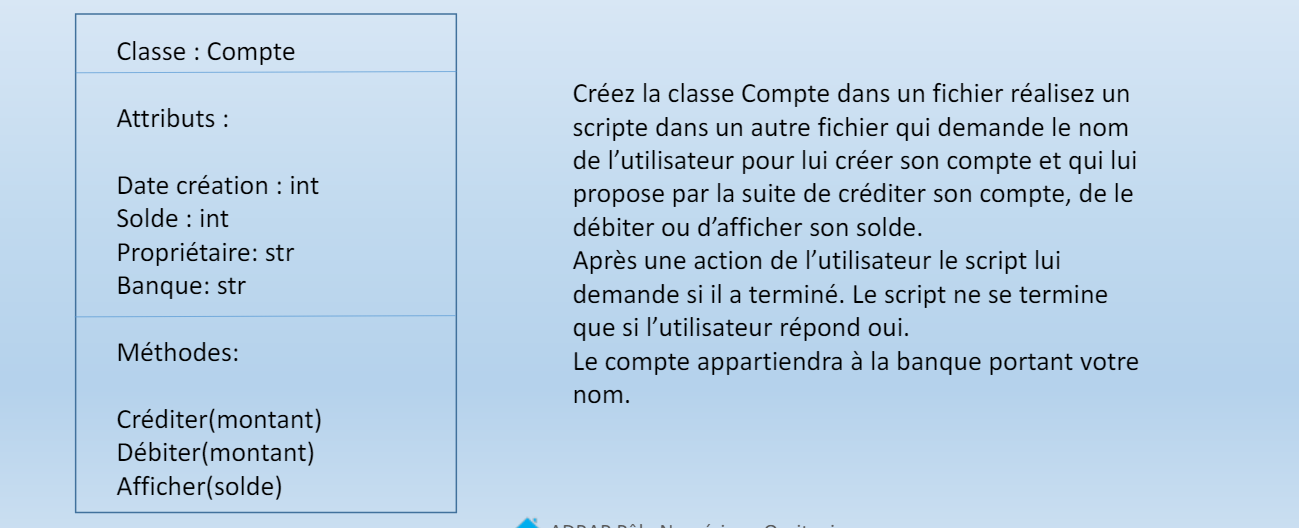 Classe : Compte
Attributs :
Date création : int
Solde : int
Propriétaire: str
Banque: str
Méthodes:
Créditer(montant)
Débiter(montant)
Afficher(solde)
Créez la classe Compte dans un fichier réalisez un
scripte dans un autre fichier qui demande le nom
de l’utilisateur pour lui créer son compte et qui lui
propose par la suite de créditer son compte, de le
débiter ou d’afficher son solde.
Après une action de l’utilisateur le script lui
demande si il a terminé. Le script ne se termine
que si l’utilisateur répond oui.
Le compte appartiendra à la banque portant votre
nom.